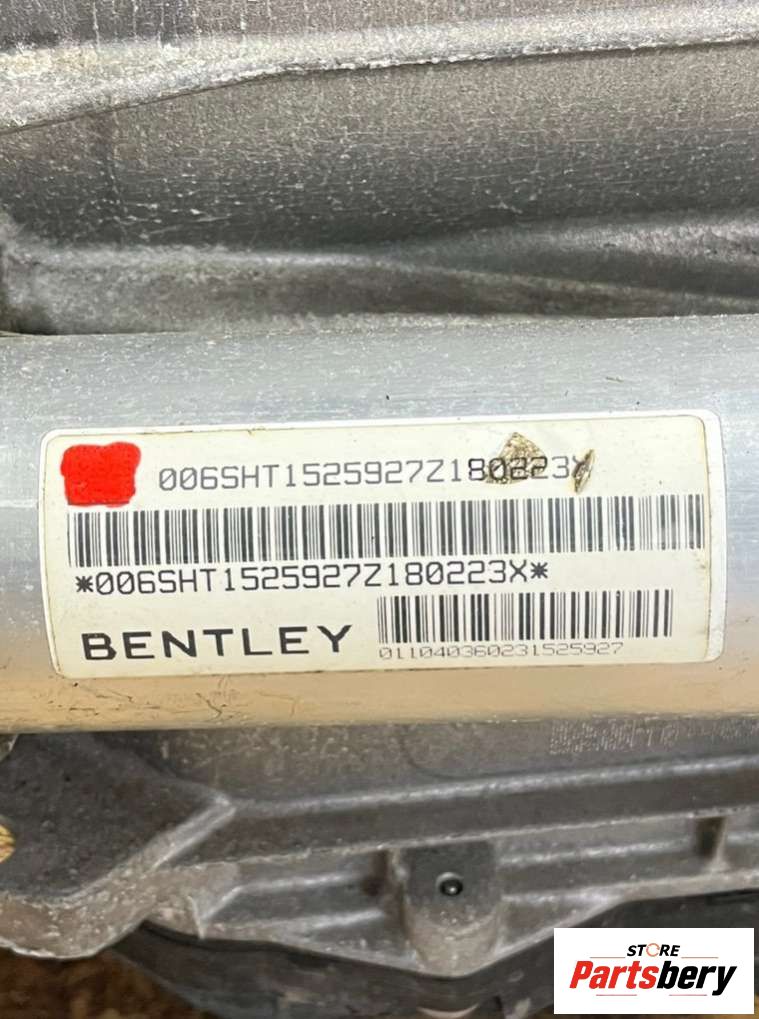 006SHT1525927Z180223X
*006SHT1525927Z180223X*
BENTLEY
011040360231525927
STORE
Partsbery